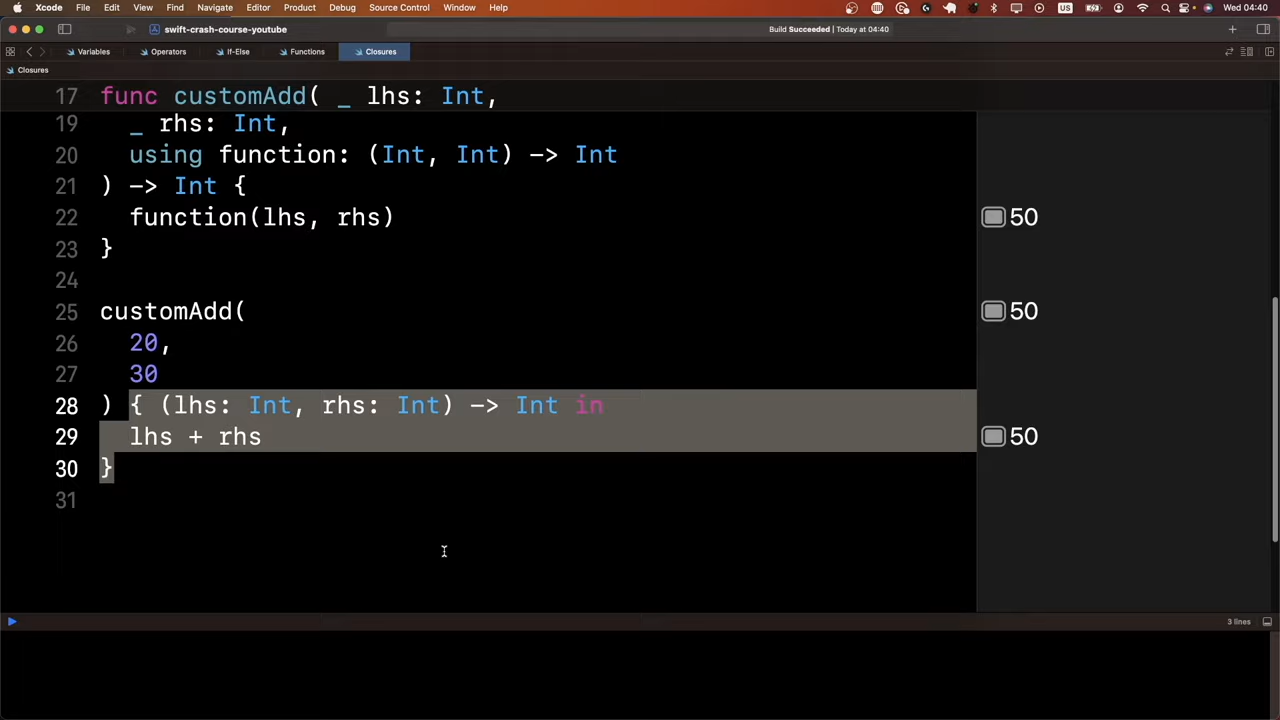 Xcode File Edit View Find Navigate Editor Product Debug Source Control Window Help US Wed 04:40
swift-crash-course-youtube Build Succeeded | Today at 04:40
Variables Operators If-Else Functions Closures
Closures
17 func customAdd( _ lhs: Int,
19 _ rhs: Int,
20 using function: (Int, Int) -> Int
21 ) -> Int {
22 function(lhs, rhs) 50
23 }
24
25 customAdd( 50
26 20,
27 30
28 ) { (lhs: Int, rhs: Int) -> Int in
29 lhs + rhs 50
30 }
31
3 lines